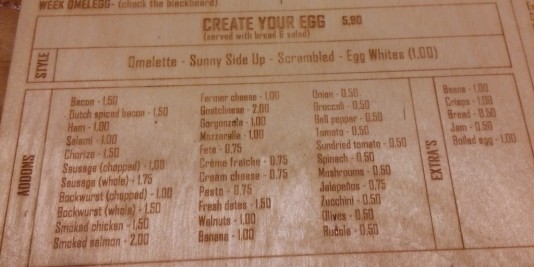 WEEK OMELEGG - (check the blackboard)
CREATE YOUR EGG 5,90
(served with bread & salad)
STYLE
Omelette - Sunny Side Up - Scrambled - Egg Whites (1,00)
ADDONS
Bacon - 1,50
Dutch spiced bacon - 1,50
Ham - 1,00
Salami - 1,00
Chorizo - 1,50
Sausage (chopped) - 1,00
Sausage (whole) - 1,75
Bockwurst (chopped) - 1,00
Bockwurst (whole) - 1,50
Smoked chicken - 1,50
Smoked salmon - 2,00
Farmer cheese - 1,00
Goatcheese - 2,00
Gorgonzola - 1,00
Mozzarella - 1,00
Feta - 0,75
Crème fraîche - 0,75
Cream cheese - 0,75
Pesto - 0,75
Fresh dates - 1,50
Walnuts - 1,00
Banana - 1,00
Onion - 0,50
Broccoli - 0,50
Bell pepper - 0,50
Tomato - 0,50
Sundried tomato - 0,50
Spinach - 0,50
Mushrooms - 0,50
Jalapeños - 0,75
Zucchini - 0,50
Olives - 0,50
Rucola - 0,50
EXTRA'S
Beans - 1,00
Crisps - 1,00
Bread - 0,50
Jam - 0,50
Boiled egg - 1,00